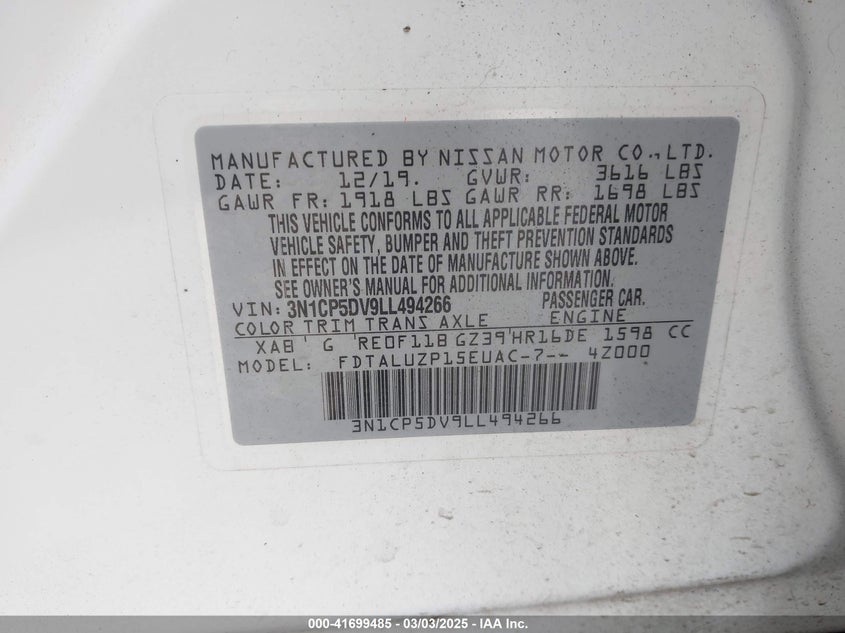 MANUFACTURED BY NISSAN MOTOR CO., LTD.
DATE: 12/19. GVWR: 3616 LBS
GAWR FR: 1918 LBS GAWR RR: 1698 LBS
THIS VEHICLE CONFORMS TO ALL APPLICABLE FEDERAL MOTOR
VEHICLE SAFETY, BUMPER AND THEFT PREVENTION STANDARDS
IN EFFECT ON THE DATE OF MANUFACTURE SHOWN ABOVE.
SEE OWNER'S MANUAL FOR ADDITIONAL INFORMATION.
VIN: 3N1CP5DV9LL494266 PASSENGER CAR.
COLOR TRIM TRANS AXLE ENGINE
XAB G RE0F11B GZ39 HR16DE 1598 CC
MODEL: FDTALUZP15EUAC-7-- 4Z000
3N1CP5DV9LL494266
000-41699485 - 03/03/2025 - IAAI.COM